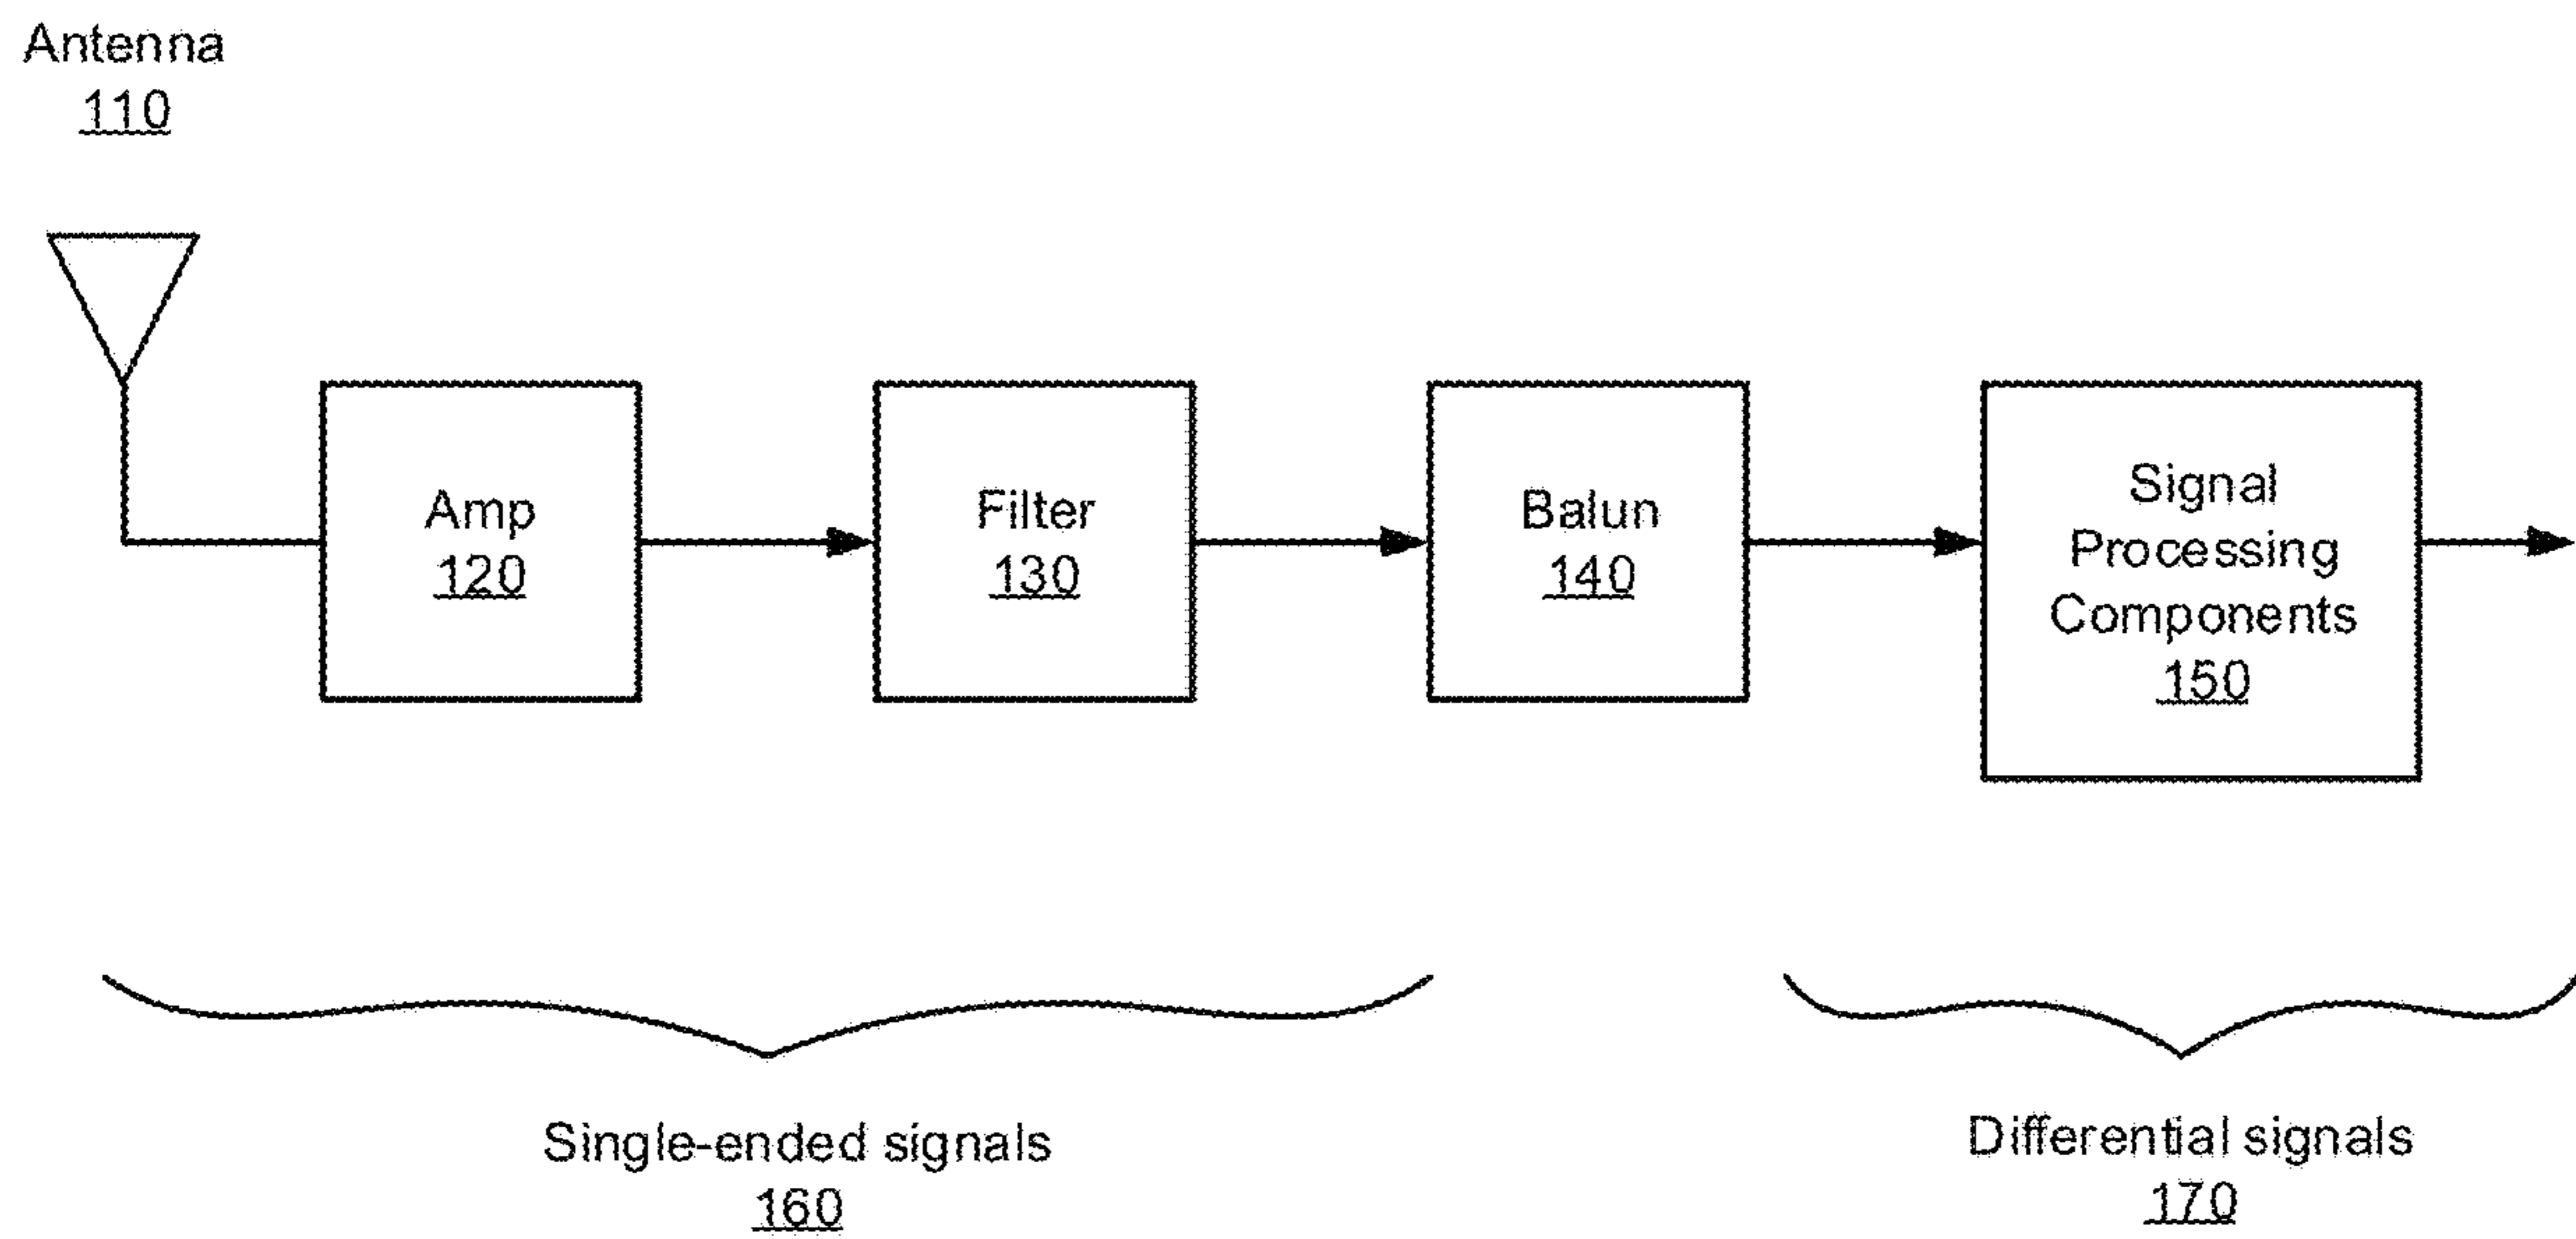 Antenna
110
Amp
120
Filter
130
Balun
140
Signal
Processing
Components
150
Single-ended signals
160
Differential signals
170